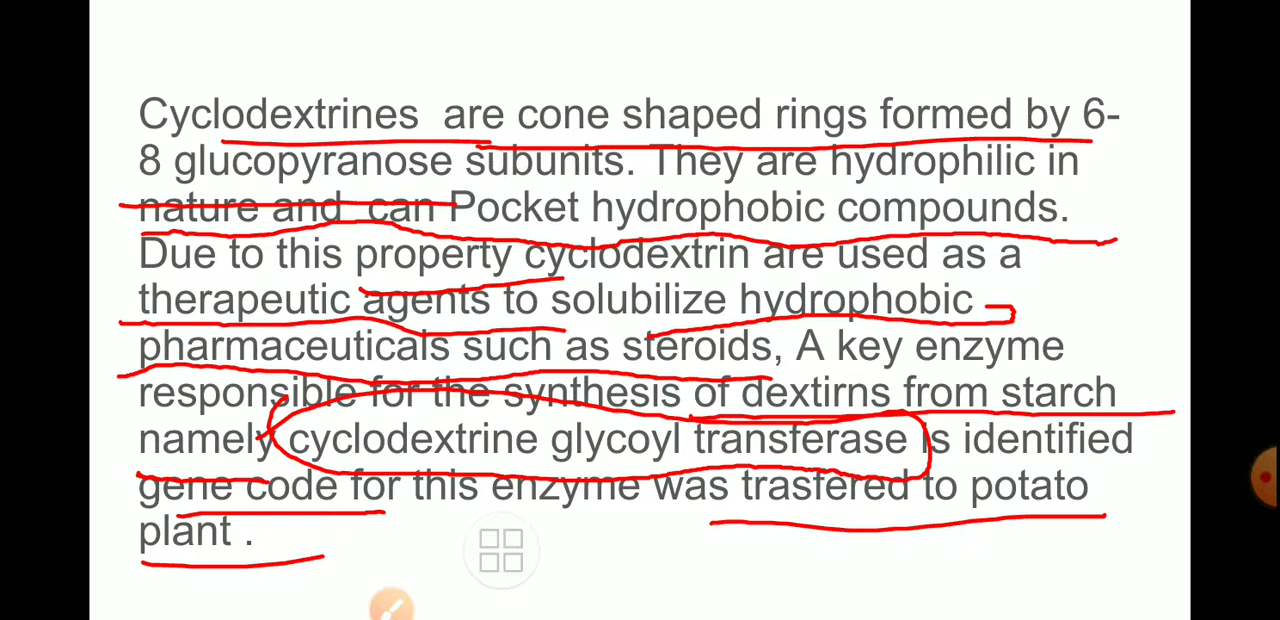 Cyclodextrines are cone shaped rings formed by 6-
8 glucopyranose subunits. They are hydrophilic in
nature and can Pocket hydrophobic compounds.
Due to this property cyclodextrin are used as a
therapeutic agents to solubilize hydrophobic
pharmaceuticals such as steroids, A key enzyme
responsible for the synthesis of dextirns from starch
namely cyclodextrine glycoyl transferase is identified
gene code for this enzyme was trasfered to potato
plant .